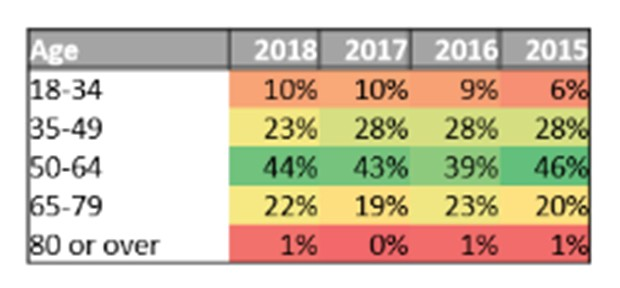 Age 2018 2017 2016 2015
18-34 10% 10% 9% 6%
35-49 23% 28% 28% 28%
50-64 44% 43% 39% 46%
65-79 22% 19% 23% 20%
80 or over 1% 0% 1% 1%